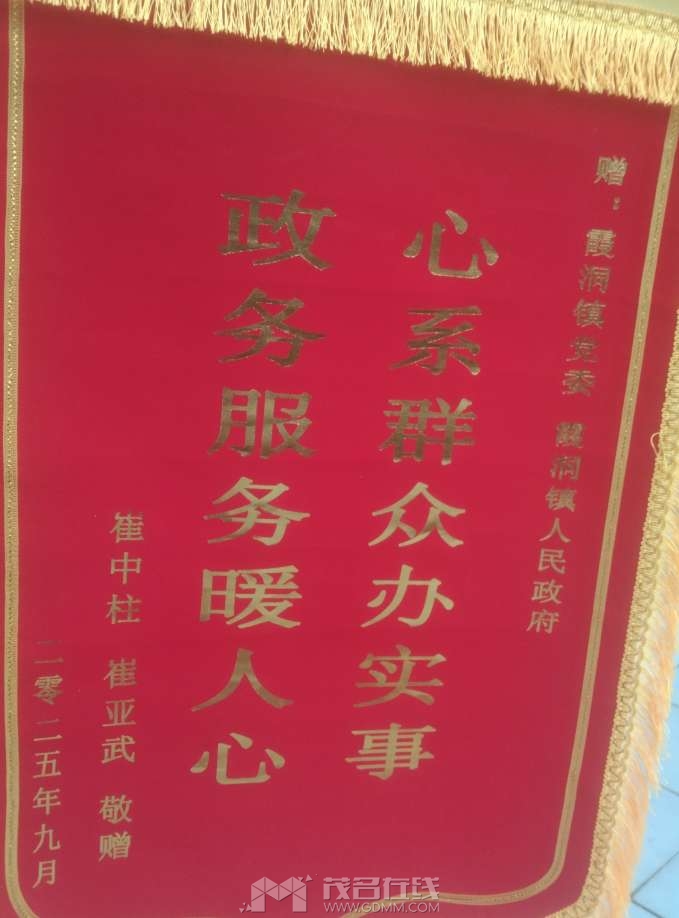 赠：霞洞镇党委 霞洞镇人民政府
心系群众办实事
政务服务暖人心
崔中柱 崔亚武 敬赠
二零二五年九月
茂名在线
WWW.GDMM.COM